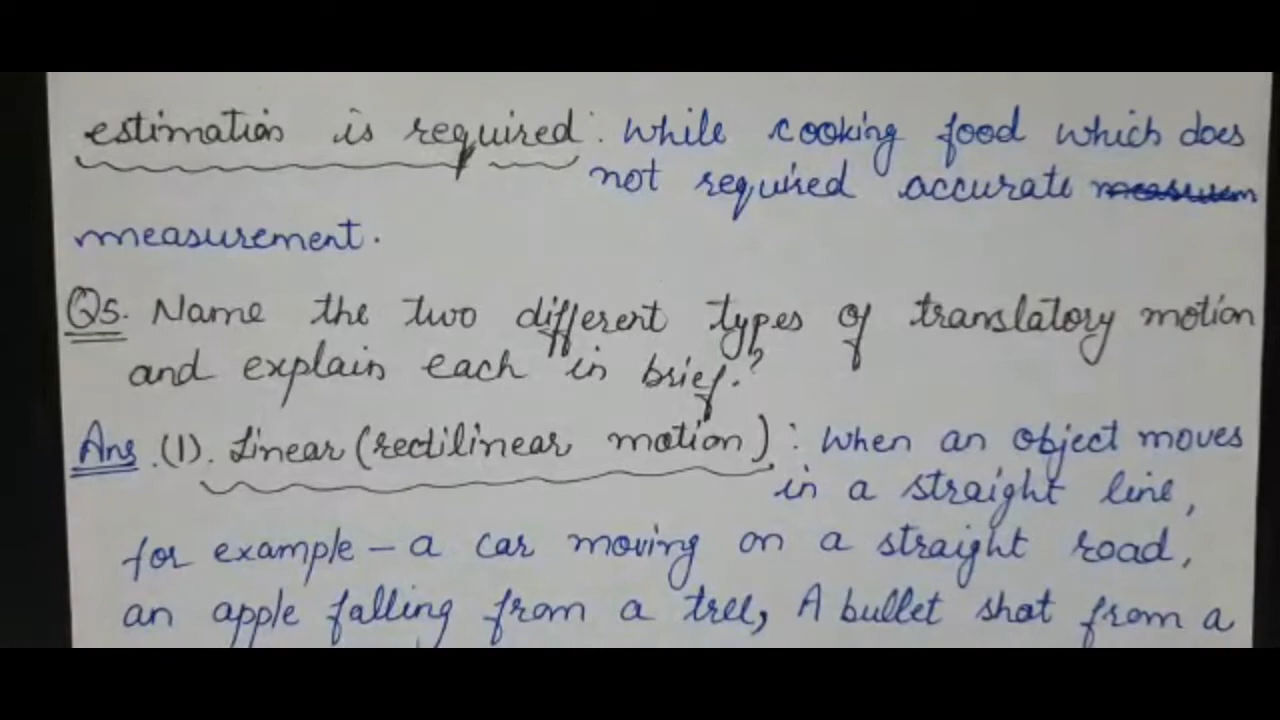 estimation is required: While cooking food which does
not required accurate
measurement.
Q5. Name the two different types of translatory motion
and explain each in brief.?
Ans.(1). Linear (rectilinear motion): When an object moves
in a straight line,
for example - a car moving on a straight road,
an apple falling from a tree, A bullet shot from a